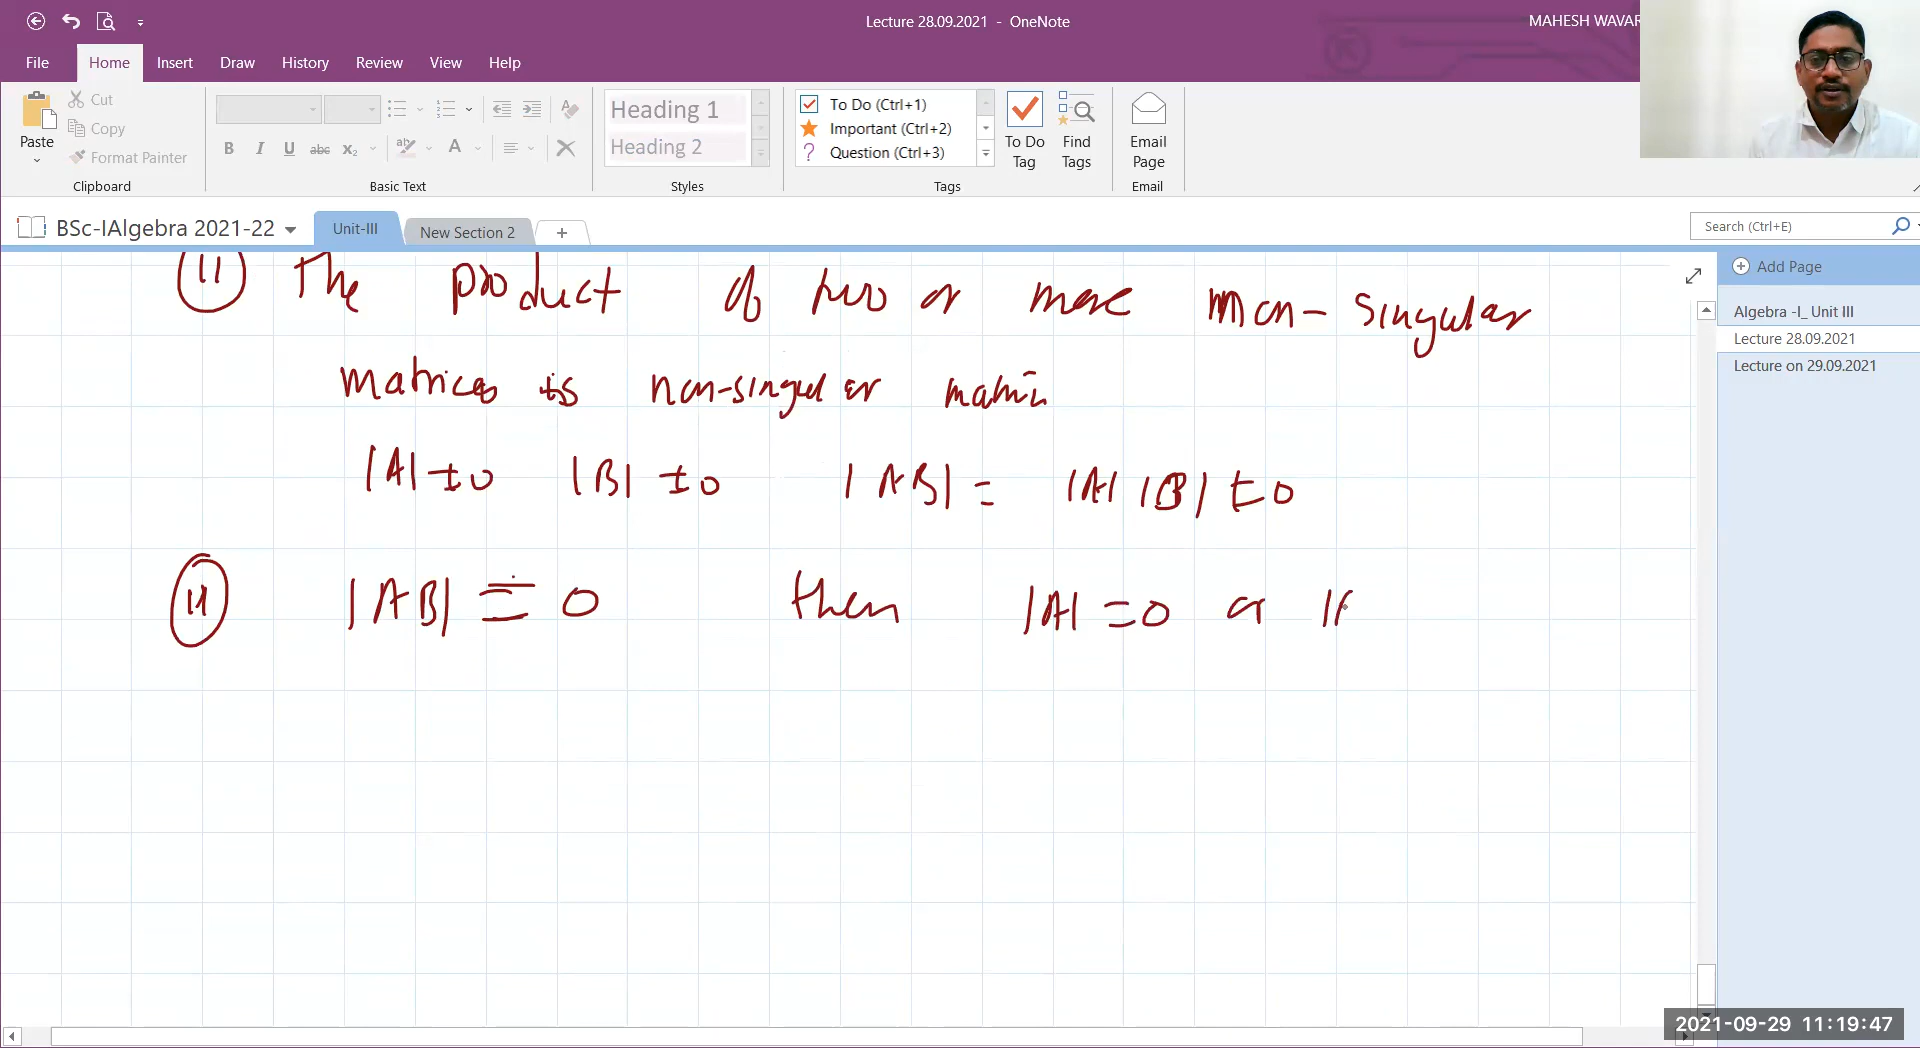 Lecture 28.09.2021 - OneNote
MAHESH WAVAR
File Home Insert Draw History Review View Help
Paste
Cut
Copy
Format Painter
Clipboard
B I U abc x₂ A
Basic Text
Heading 1
Heading 2
Styles
To Do (Ctrl+1)
Important (Ctrl+2)
Question (Ctrl+3)
Tags
To Do Tag
Find Tags
Email Page
Email
BSc-IAlgebra 2021-22
Unit-III
New Section 2
Search (Ctrl+E)
Add Page
Algebra -I_ Unit III
Lecture 28.09.2021
Lecture on 29.09.2021
The product of two or more non-singular
matrices is non-singular matrix
|A| ≠ 0 |B| ≠ 0 |AB| = |A| |B| ≠ 0
|AB| = 0 then |A| = 0 or
2021-09-29 11:19:47